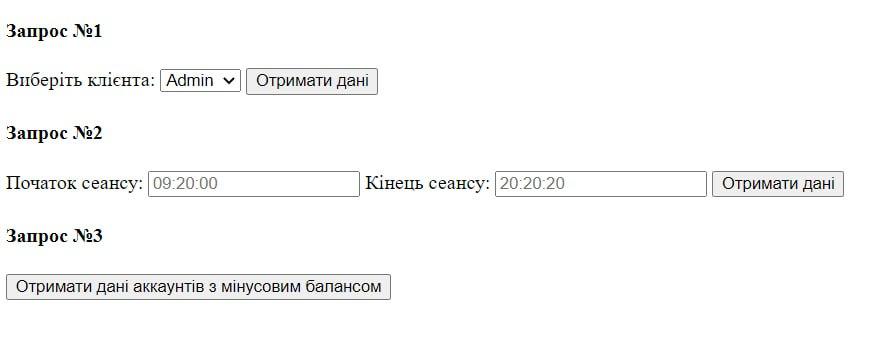 Запрос №1
Виберіть клієнта: Admin Отримати дані
Запрос №2
Початок сеансу: 09:20:00 Кінець сеансу: 20:20:20 Отримати дані
Запрос №3
Отримати дані аккаунтів з мінусовим балансом